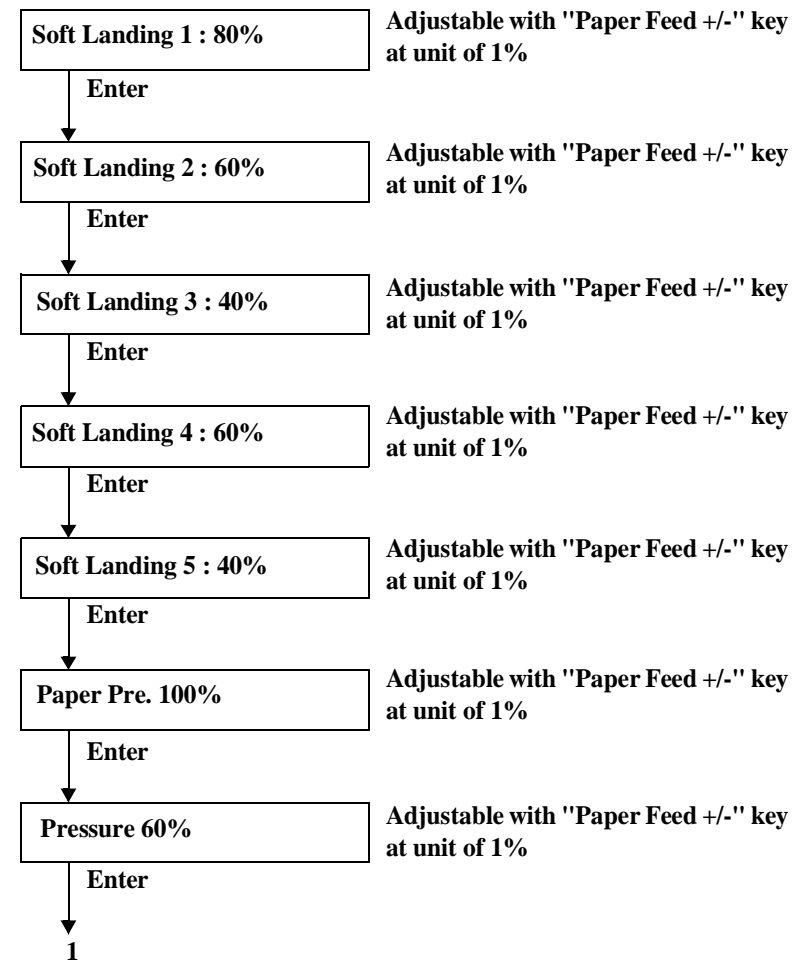 Soft Landing 1 : 80%
Adjustable with "Paper Feed +/-" key
at unit of 1%
Enter
Soft Landing 2 : 60%
Adjustable with "Paper Feed +/-" key
at unit of 1%
Enter
Soft Landing 3 : 40%
Adjustable with "Paper Feed +/-" key
at unit of 1%
Enter
Soft Landing 4 : 60%
Adjustable with "Paper Feed +/-" key
at unit of 1%
Enter
Soft Landing 5 : 40%
Adjustable with "Paper Feed +/-" key
at unit of 1%
Enter
Paper Pre. 100%
Adjustable with "Paper Feed +/-" key
at unit of 1%
Enter
Pressure 60%
Adjustable with "Paper Feed +/-" key
at unit of 1%
Enter
1